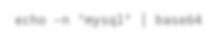 echo -n "mysql" | base64